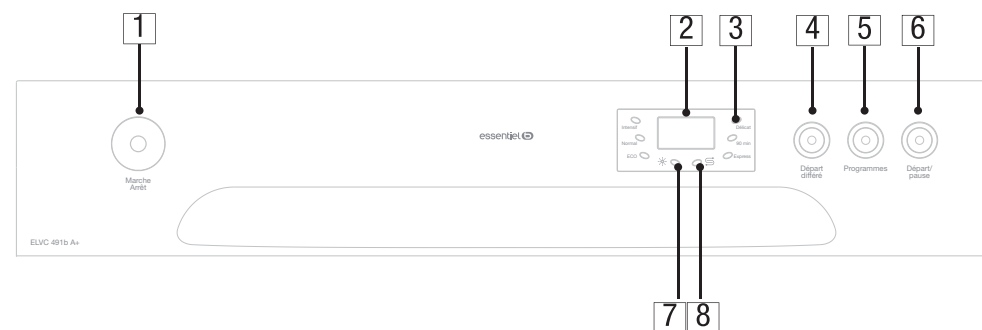 1
2
3
4
5
6
essentiel b
Intensif
Délicat
Normal
90 min
ECO
Express
Marche
Arrêt
Départ
différé
Programmes
Départ/
pause
ELVC 491b A+
7
8